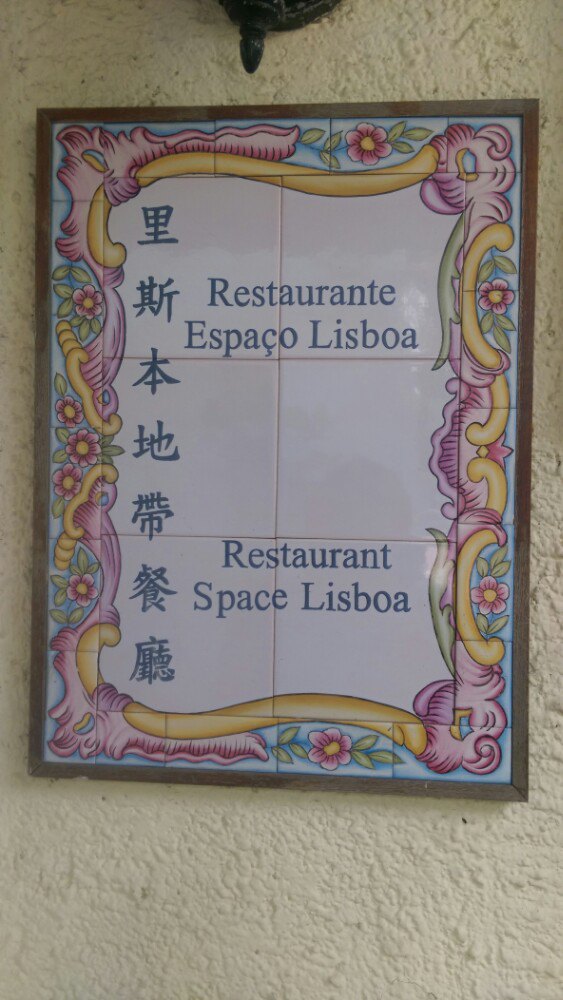 里斯本地帶餐廳
Restaurante
Espaço Lisboa
Restaurant
Space Lisboa